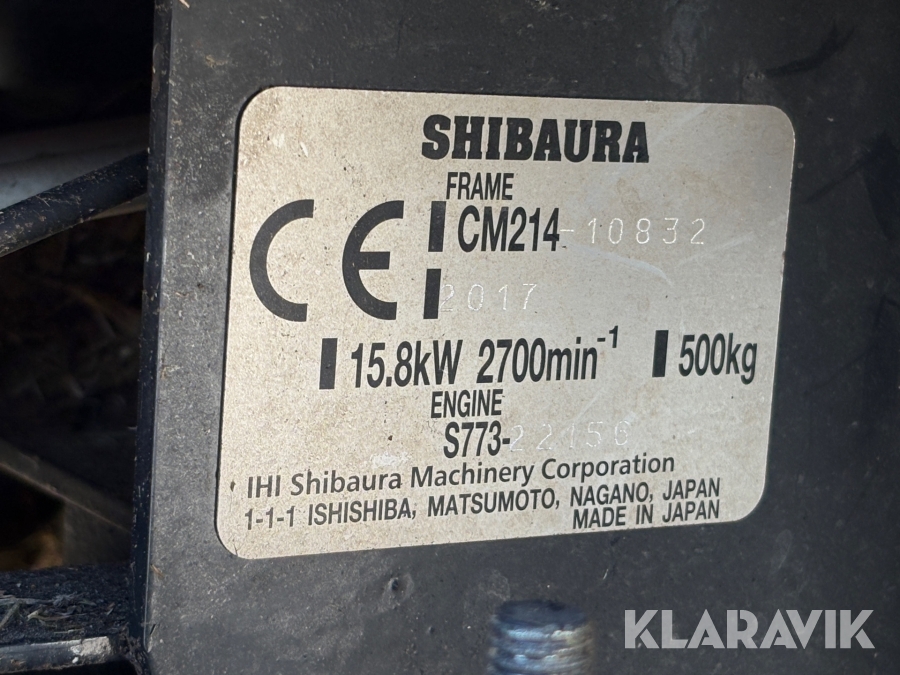 SHIBAURA
FRAME
CE CM214-10832
2017
15.8kW 2700min-1 500kg
ENGINE
S773-
IHI Shibaura Machinery Corporation
1-1-1 ISHISHIBA, MATSUMOTO, NAGANO, JAPAN
MADE IN JAPAN
KLARAVIK